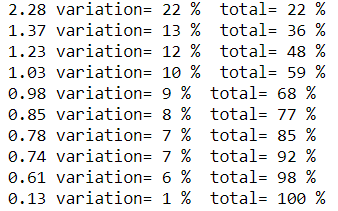 2.28 variation= 22 % total= 22 %
1.37 variation= 13 % total= 36 %
1.23 variation= 12 % total= 48 %
1.03 variation= 10 % total= 59 %
0.98 variation= 9 % total= 68 %
0.85 variation= 8 % total= 77 %
0.78 variation= 7 % total= 85 %
0.74 variation= 7 % total= 92 %
0.61 variation= 6 % total= 98 %
0.13 variation= 1 % total= 100 %